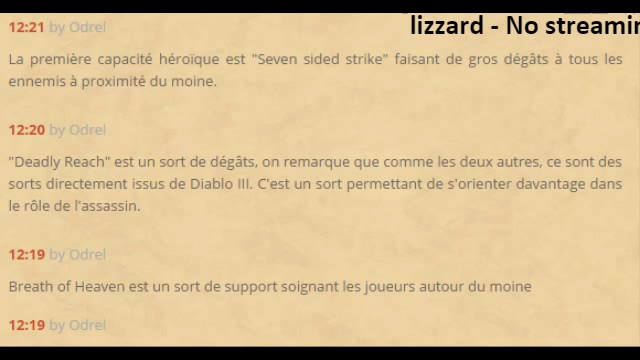 lizzard - No streamin
12:21 by Odrel
La première capacité héroïque est "Seven sided strike" faisant de gros dégâts à tous les
ennemis à proximité du moine.
12:20 by Odrel
"Deadly Reach" est un sort de dégâts, on remarque que comme les deux autres, ce sont des
sorts directement issus de Diablo III. C'est un sort permettant de s'orienter davantage dans
le rôle de l'assassin.
12:19 by Odrel
Breath of Heaven est un sort de support soignant les joueurs autour du moine
12:19 by Odrel